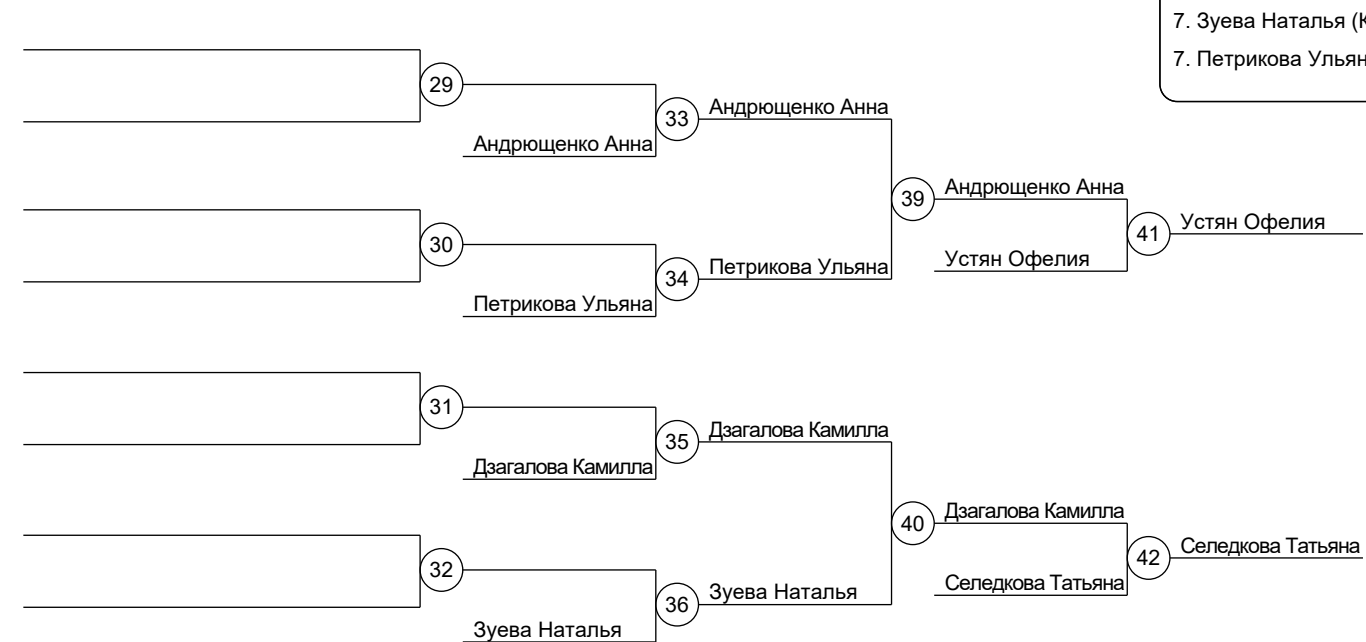 7. Зуева Наталья
7. Петрикова
29
33
Андрющенко Анна
Андрющенко Анна
39
Андрющенко Анна
41
Устян Офелия
Устян Офелия
30
34
Петрикова Ульяна
Петрикова Ульяна
31
35
Дзагалова Камилла
Дзагалова Камилла
40
Дзагалова Камилла
42
Селедкова Татьяна
Селедкова Татьяна
32
36
Зуева Наталья
Зуева Наталья